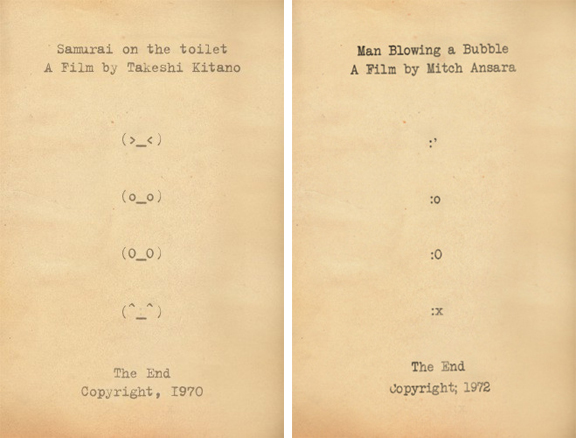 Samurai on the toilet
A Film by Takeshi Kitano
(>_<)
(o_o)
(O_O)
(^_^)
The End
Copyright, I970
Man Blowing a Bubble
A Film by Mitch Ansara
:'
:o
:O
:x
The End
Copyright; 1972